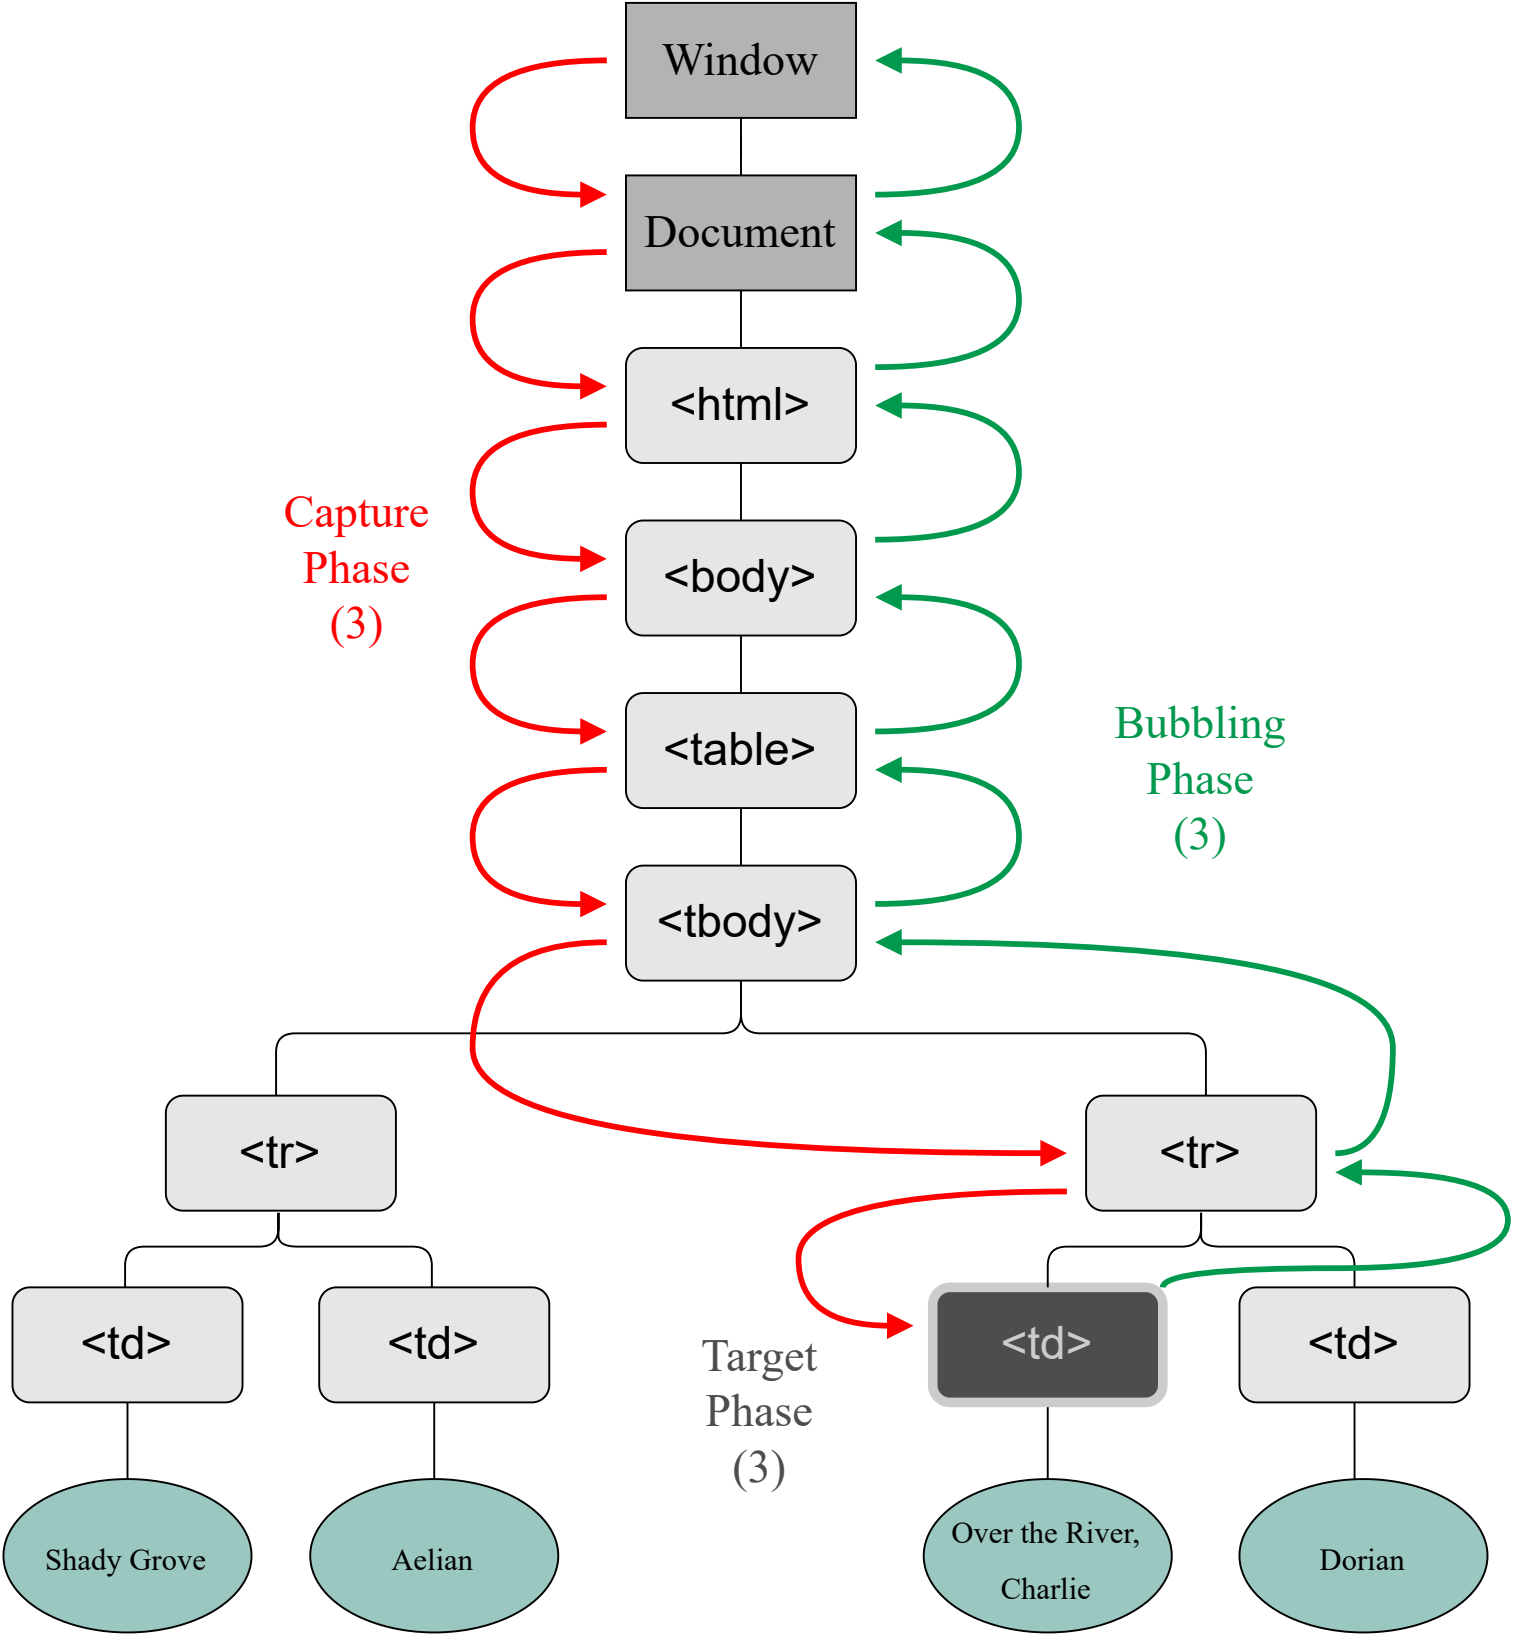 Window
Document
<html>
Capture
Phase
(3)
<body>
Bubbling
Phase
(3)
<table>
<tbody>
<tr>
<tr>
<td>
<td>
<td>
<td>
Target
Phase
(3)
Shady Grove
Aelian
Over the River,
Charlie
Dorian